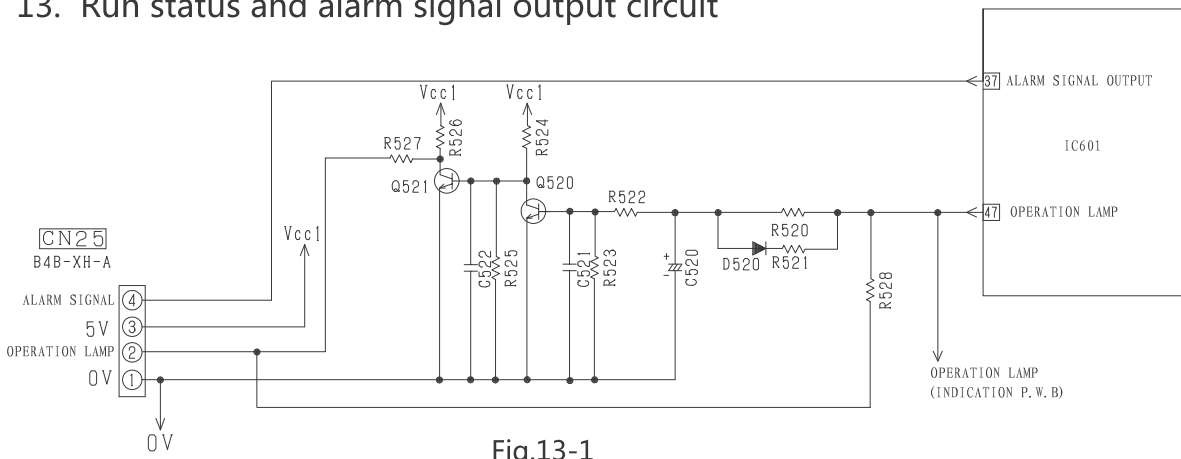 13. Run status and alarm signal output circuit
37 ALARM SIGNAL OUTPUT
IC601
47 OPERATION LAMP
Vcc1
Vcc1
R526
R524
R527
Q521
Q520
R522
R520
D520 R521
C522
R525
C521
R523
+
-
C520
R528
CN25
B4B-XH-A
Vcc1
ALARM SIGNAL 4
5V 3
OPERATION LAMP 2
0V 1
0V
OPERATION LAMP
(INDICATION P.W.B)
Fig.13-1